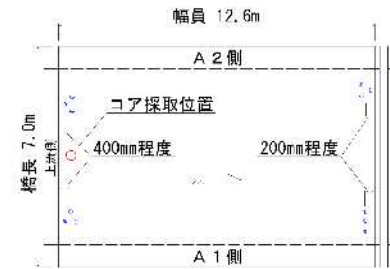 幅員 12.6m
A2側
コア採取位置
橋長 7.0m
上流側
400mm程度
200mm程度
A1側